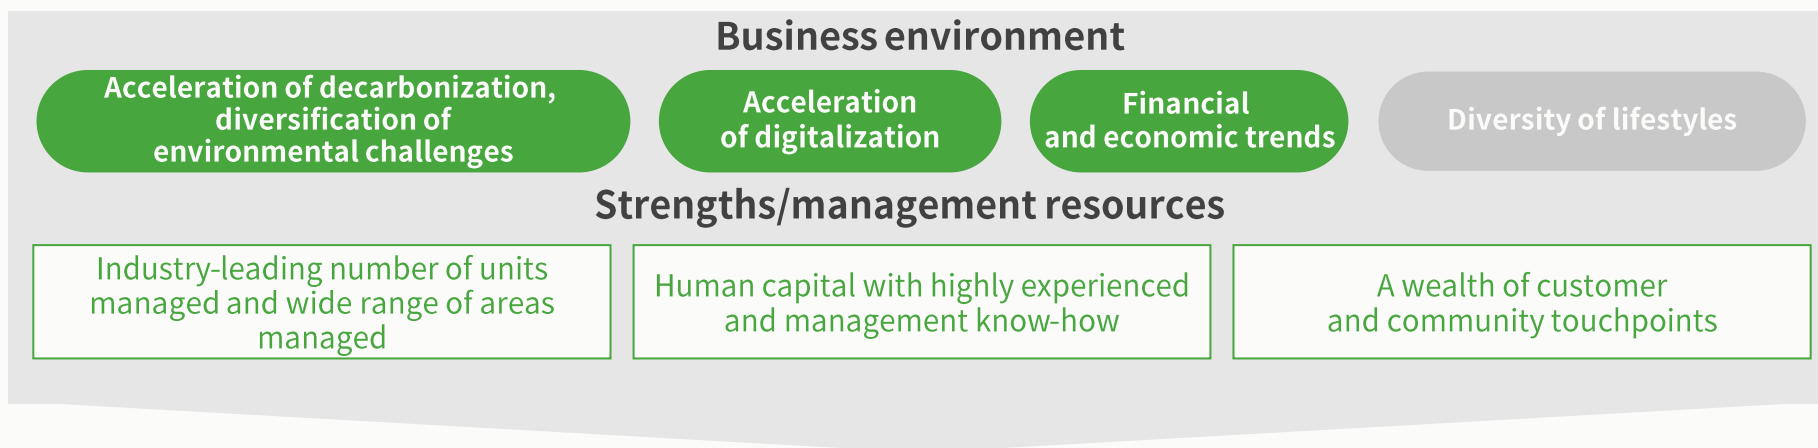 Business environment
Acceleration of decarbonization,
diversification of
environmental challenges
Acceleration
of digitalization
Financial
and economic trends
Diversity of lifestyles
Strengths/management resources
Industry-leading number of units
managed and wide range of areas
managed
Human capital with highly experienced
and management know-how
A wealth of customer
and community touchpoints